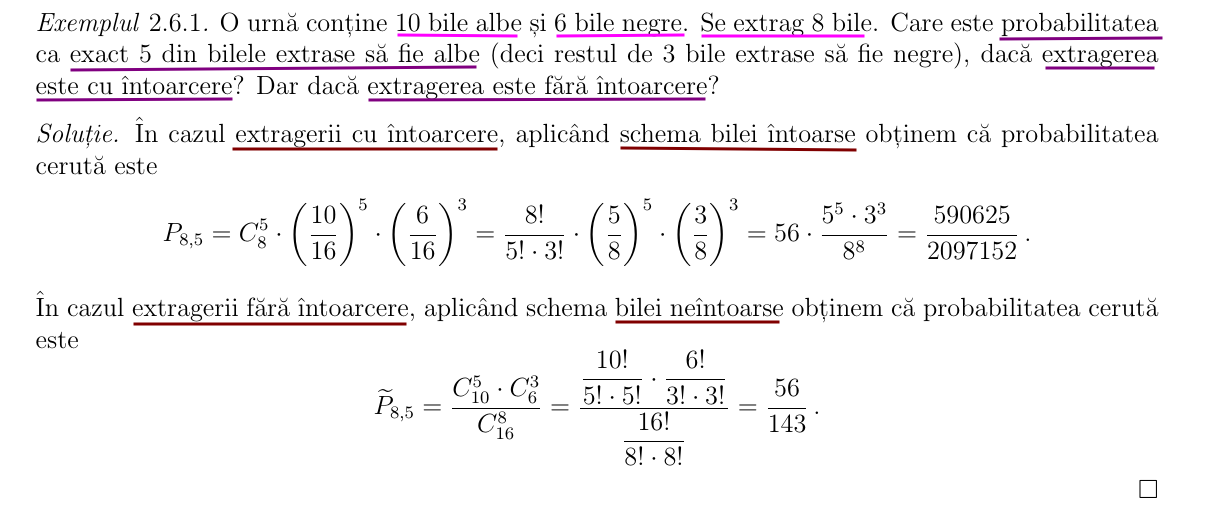 Exemplul 2.6.1. O urnă conține 10 bile albe și 6 bile negre. Se extrag 8 bile. Care este probabilitatea
ca exact 5 din bilele extrase să fie albe (deci restul de 3 bile extrase să fie negre), dacă extragerea
este cu întoarcere? Dar dacă extragerea este fără întoarcere?
Soluție. În cazul extragerii cu întoarcere, aplicând schema bilei întoarse obținem că probabilitatea
cerută este
$P_{8,5} = C_8^5 \cdot \left(\frac{10}{16}\right)^5 \cdot \left(\frac{6}{16}\right)^3 = \frac{8!}{5! \cdot 3!} \cdot \left(\frac{5}{8}\right)^5 \cdot \left(\frac{3}{8}\right)^3 = 56 \cdot \frac{5^5 \cdot 3^3}{8^8} = \frac{590625}{2097152}.$
În cazul extragerii fără întoarcere, aplicând schema bilei neîntoarse obținem că probabilitatea cerută
este
$\widetilde{P}_{8,5} = \frac{C_{10}^5 \cdot C_6^3}{C_{16}^8} = \frac{\frac{10!}{5! \cdot 5!} \cdot \frac{6!}{3! \cdot 3!}}{\frac{16!}{8! \cdot 8!}} = \frac{56}{143}.$
□